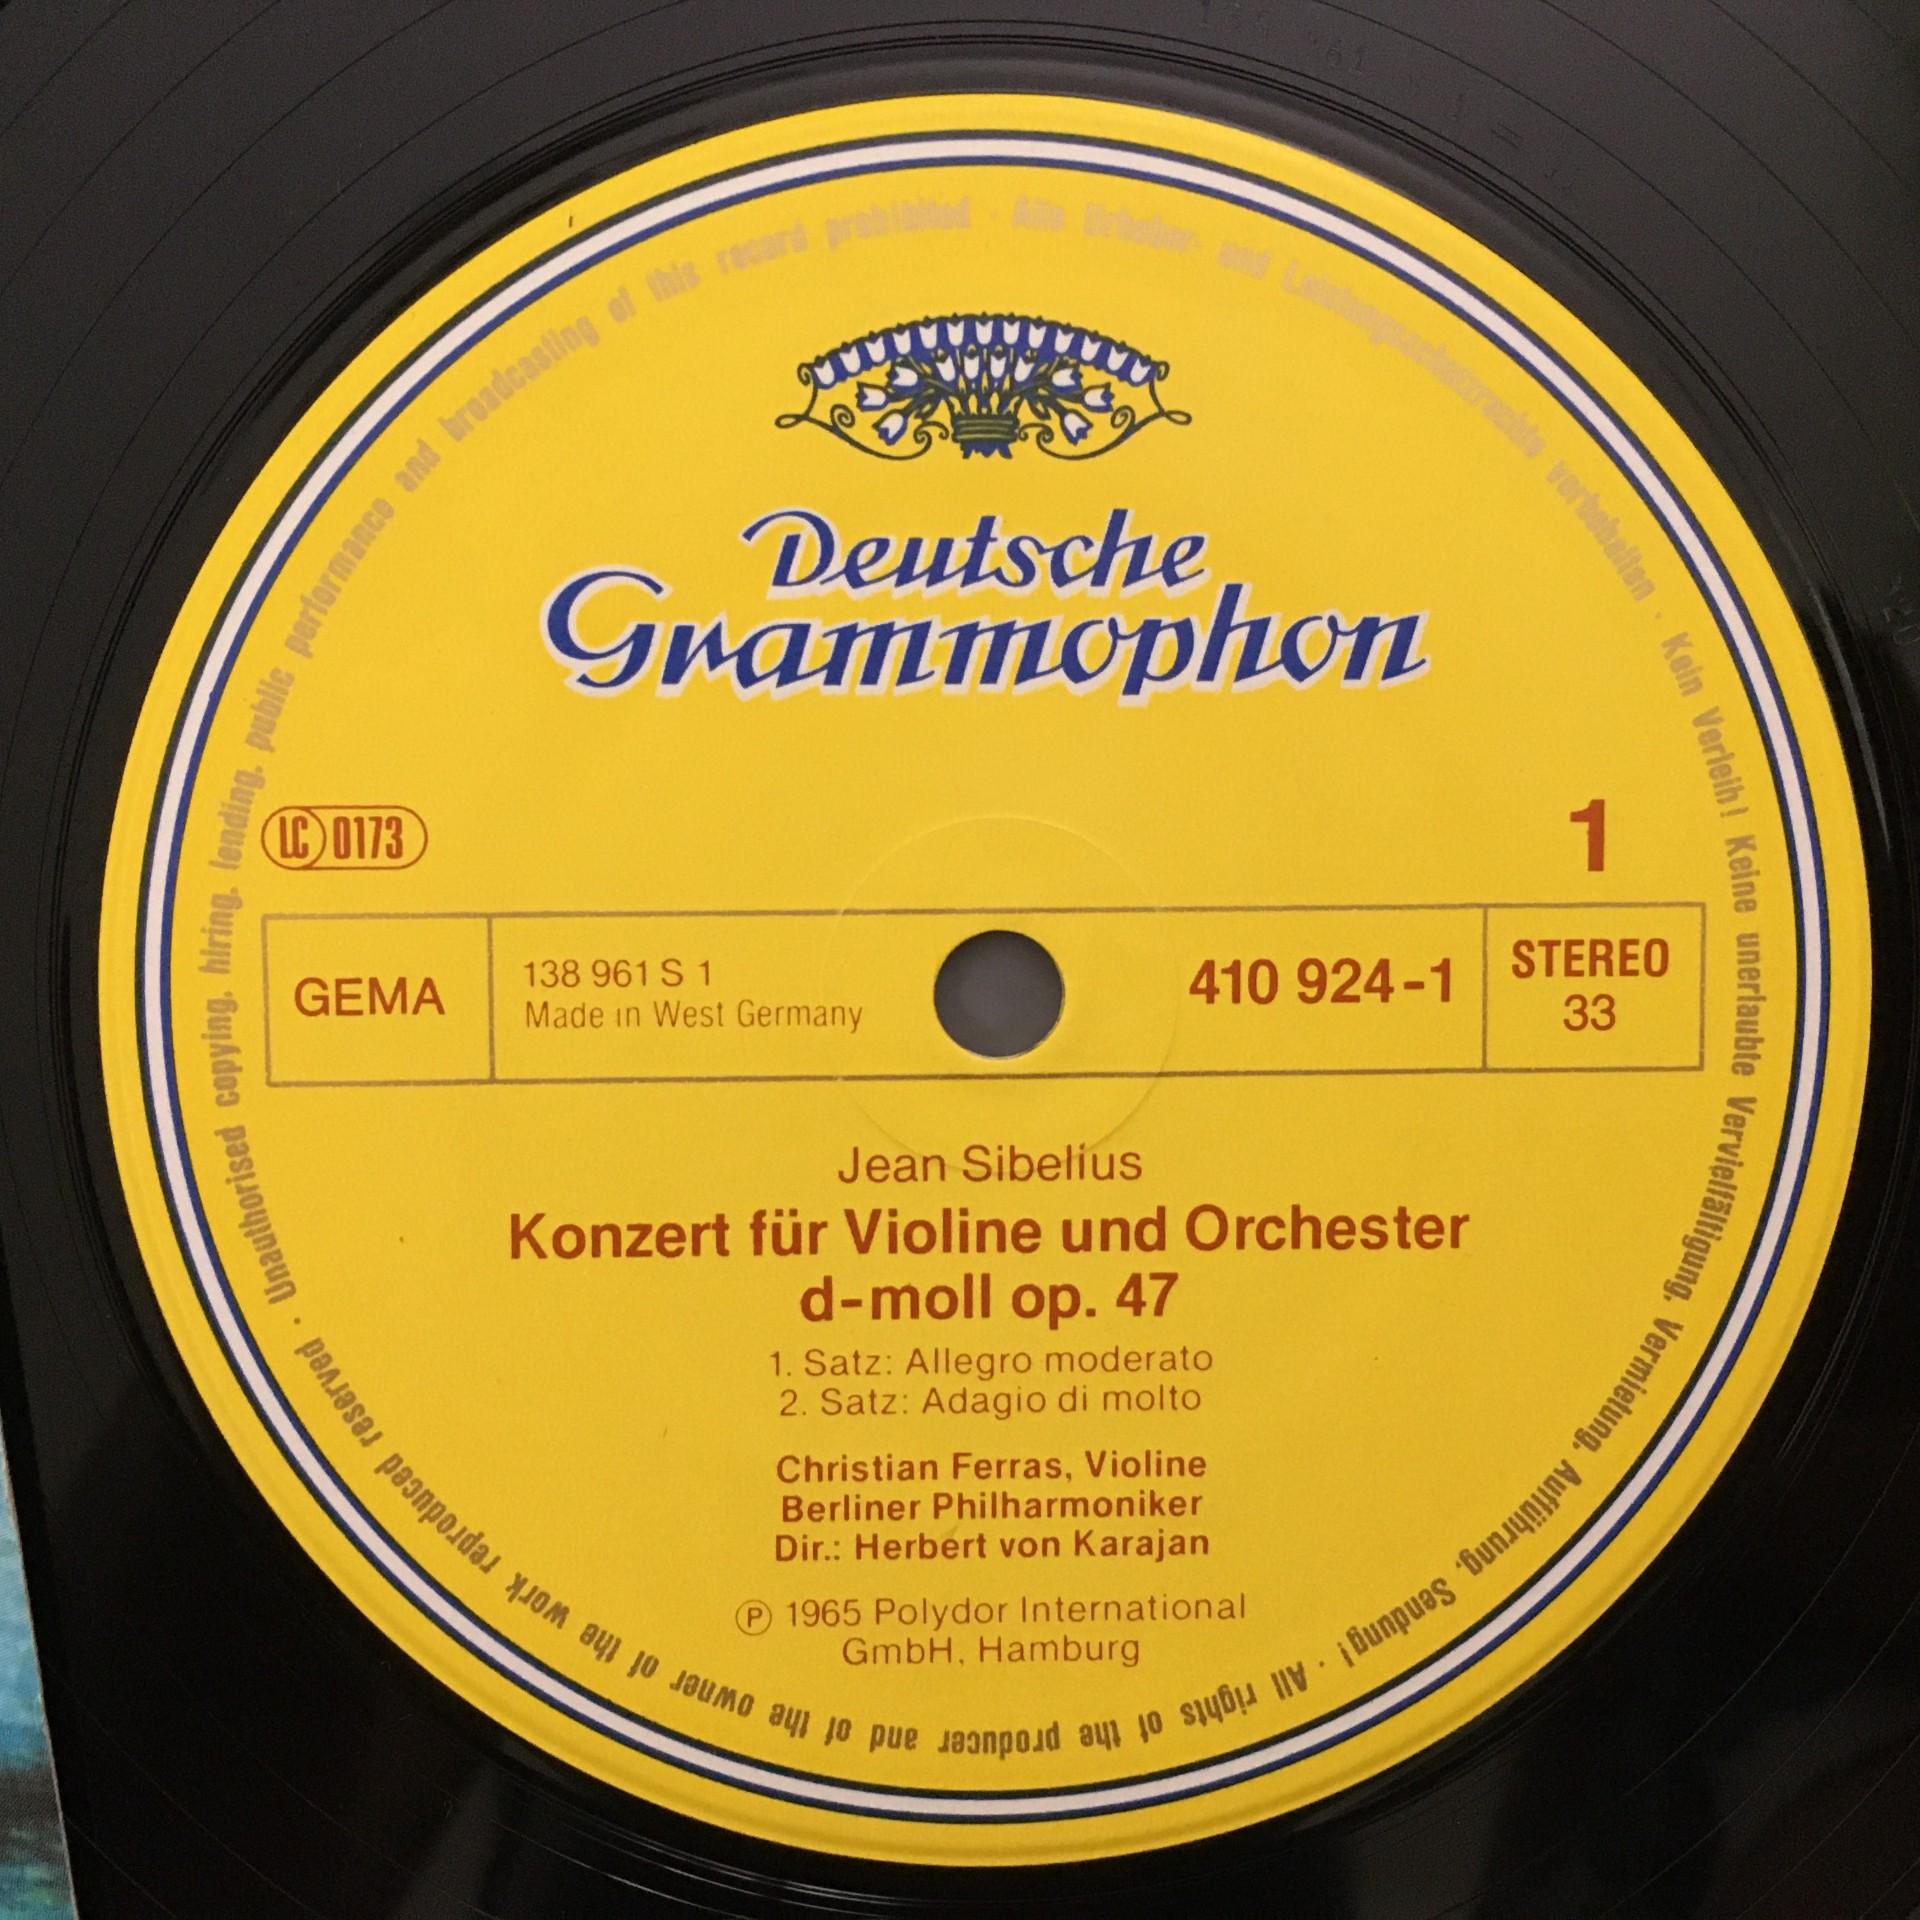 Deutsche
Grammophon
LC 0173
1
GEMA
138 961 S 1
Made in West Germany
410 924-1
STEREO
33
Jean Sibelius
Konzert für Violine und Orchester
d-moll op. 47
1. Satz: Allegro moderato
2. Satz: Adagio di molto
Christian Ferras, Violine
Berliner Philharmoniker
Dir.: Herbert von Karajan
Ⓟ 1965 Polydor International
GmbH, Hamburg
Alle Urheber- und Leistungsschutzrechte vorbehalten · Kein Verleih! Keine unerlaubte Vervielfältigung, Vermietung, Aufführung, Sendung! · All rights of the producer and of the owner of the work reproduced reserved · Unauthorised copying, hiring, lending, public performance and broadcasting of this record prohibited ·